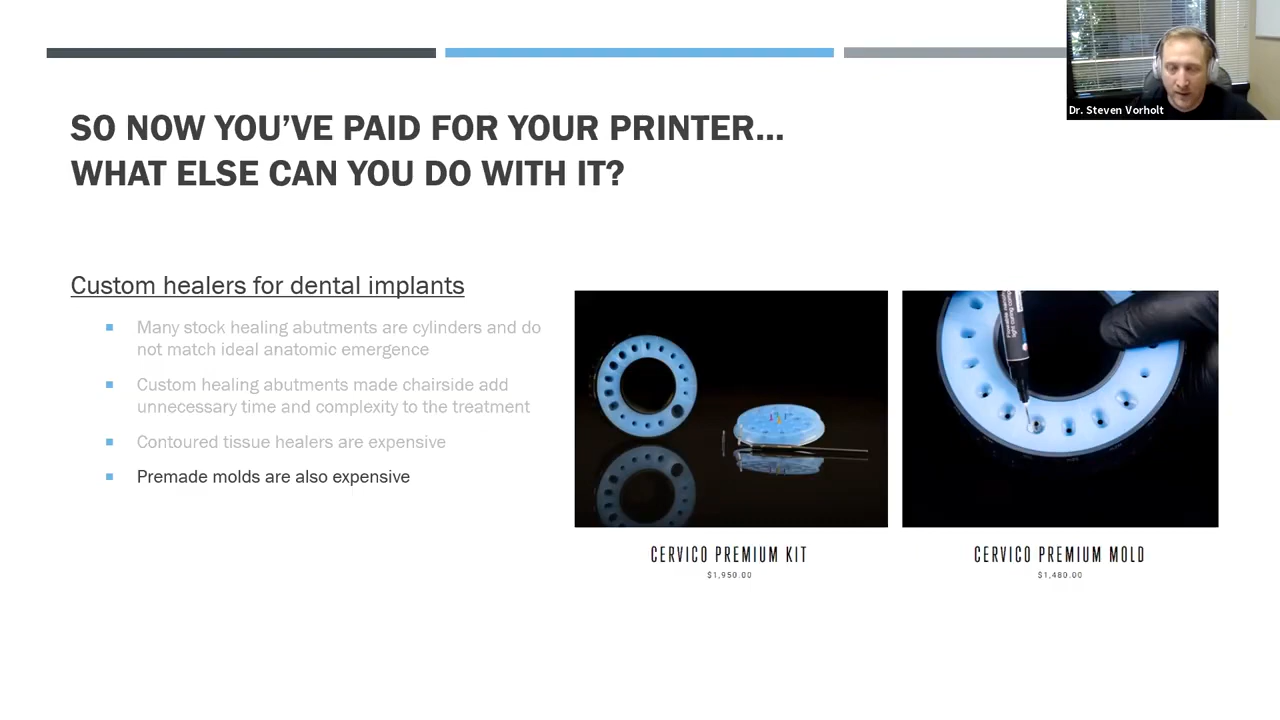 Dr. Steven Vorholt
SO NOW YOU'VE PAID FOR YOUR PRINTER...
WHAT ELSE CAN YOU DO WITH IT?
Custom healers for dental implants
Many stock healing abutments are cylinders and do
not match ideal anatomic emergence
Custom healing abutments made chairside add
unnecessary time and complexity to the treatment
Contoured tissue healers are expensive
Premade molds are also expensive
CERVICO PREMIUM KIT
$1,950.00
CERVICO PREMIUM MOLD
$1,480.00